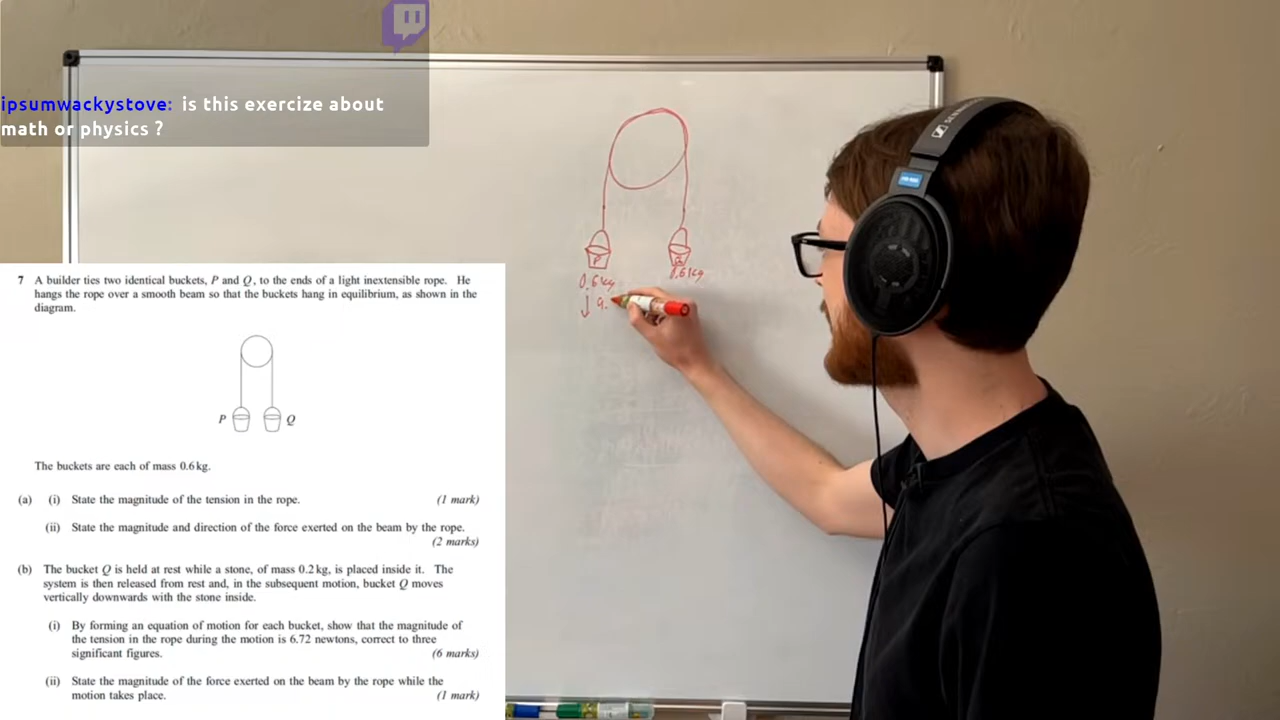 ipsumwackystove: is this exercize about
math or physics ?
SENNHEISER
7 A builder ties two identical buckets, P and Q, to the ends of a light inextensible rope. He
hangs the rope over a smooth beam so that the buckets hang in equilibrium, as shown in the
diagram.
P Q
The buckets are each of mass 0.6 kg.
(a) (i) State the magnitude of the tension in the rope. (1 mark)
(ii) State the magnitude and direction of the force exerted on the beam by the rope.
(2 marks)
(b) The bucket Q is held at rest while a stone, of mass 0.2 kg, is placed inside it. The
system is then released from rest and, in the subsequent motion, bucket Q moves
vertically downwards with the stone inside.
(i) By forming an equation of motion for each bucket, show that the magnitude of
the tension in the rope during the motion is 6.72 newtons, correct to three
significant figures. (6 marks)
(ii) State the magnitude of the force exerted on the beam by the rope while the
motion takes place. (1 mark)
P Q
0.6kg 0.6kg
9.